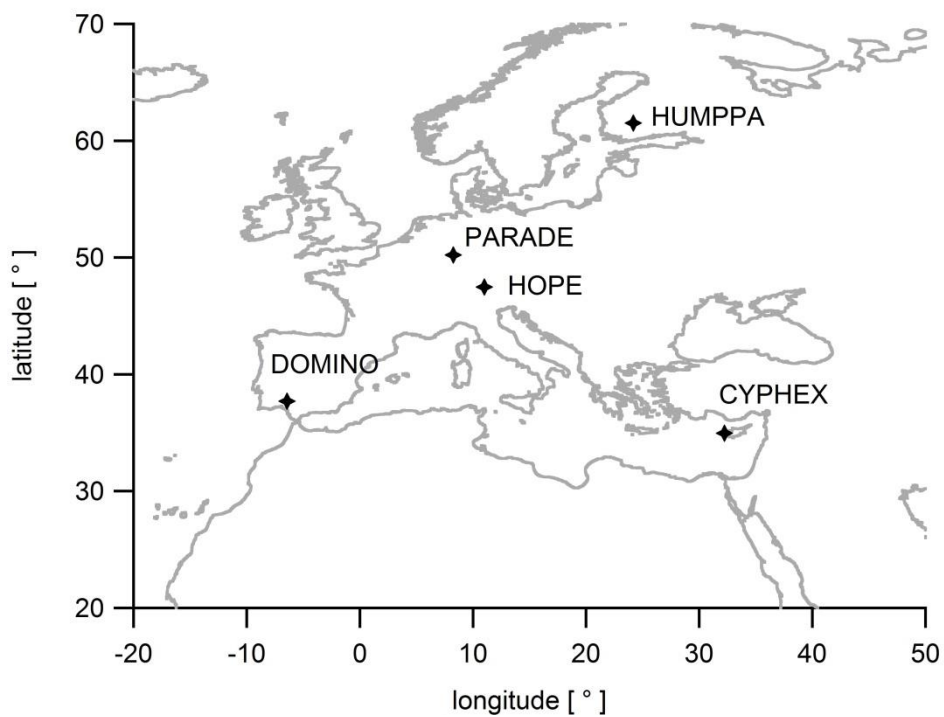 70
60
50
40
30
20
latitude [ ° ]
HUMPPA
PARADE
HOPE
DOMINO
CYPHEX
-20 -10 0 10 20 30 40 50
longitude [ ° ]